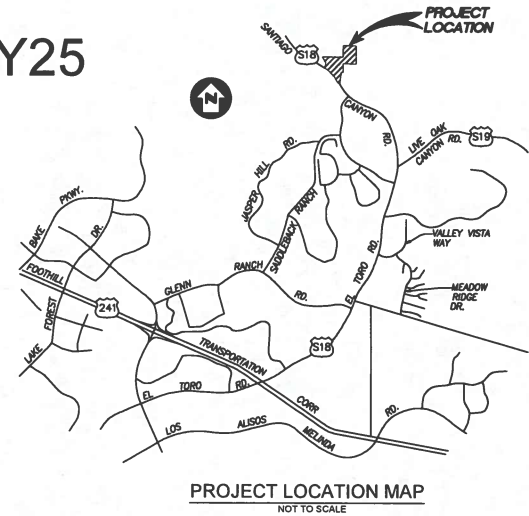 Y25
PROJECT
LOCATION
SANTIAGO
S18
N
CANYON
RD.
LIVE OAK
CANYON RD.
S19
JASPER HILL RD.
SADDLEBACK RANCH
BAKE PKWY.
DR.
VALLEY VISTA
WAY
GLENN RANCH RD.
EL TORO RD.
FOOTHILL
241
MEADOW
RIDGE
DR.
LAKE FOREST
TRANSPORTATION
S18
CORR
EL TORO RD.
LOS ALISOS
MELINDA
RD.
PROJECT LOCATION MAP
NOT TO SCALE